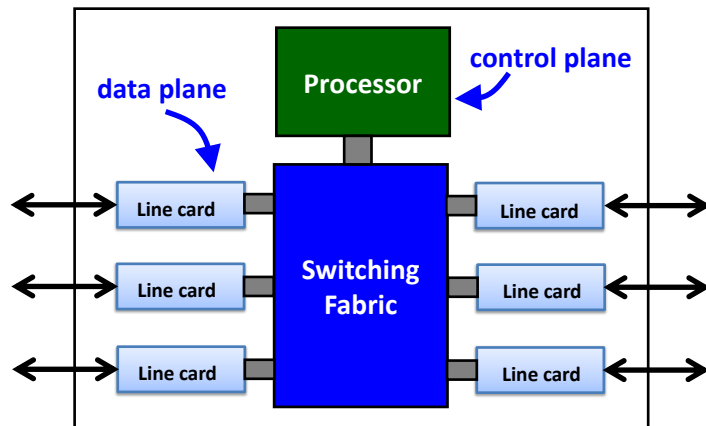 control plane
Processor
data plane
Line card
Line card
Switching
Fabric
Line card
Line card
Line card
Line card